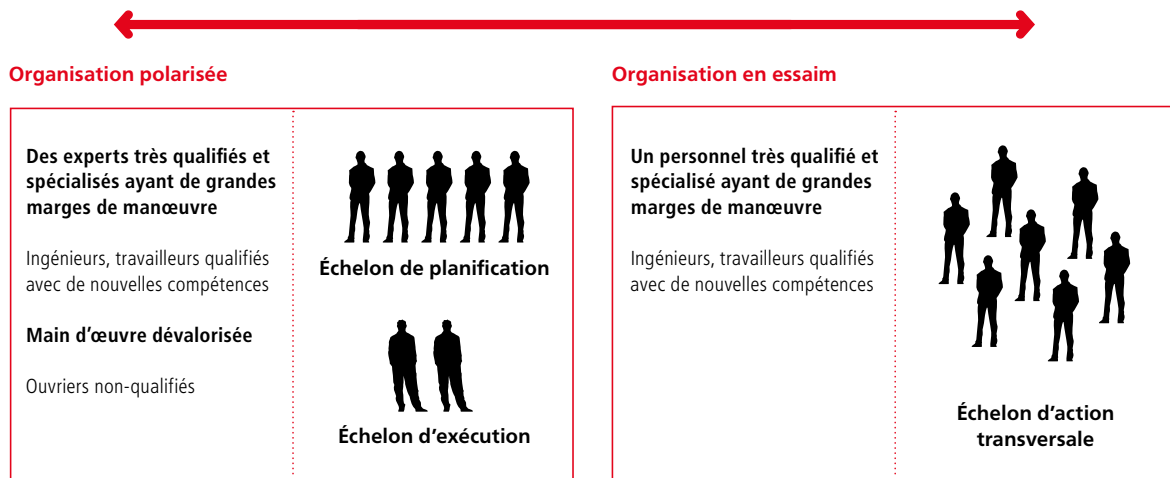 Organisation polarisée
Des experts très qualifiés et
spécialisés ayant de grandes
marges de manœuvre
Ingénieurs, travailleurs qualifiés
avec de nouvelles compétences
Main d'œuvre dévalorisée
Ouvriers non-qualifiés
Échelon de planification
Échelon d'exécution
Organisation en essaim
Un personnel très qualifié et
spécialisé ayant de grandes
marges de manœuvre
Ingénieurs, travailleurs qualifiés
avec de nouvelles compétences
Échelon d'action
transversale